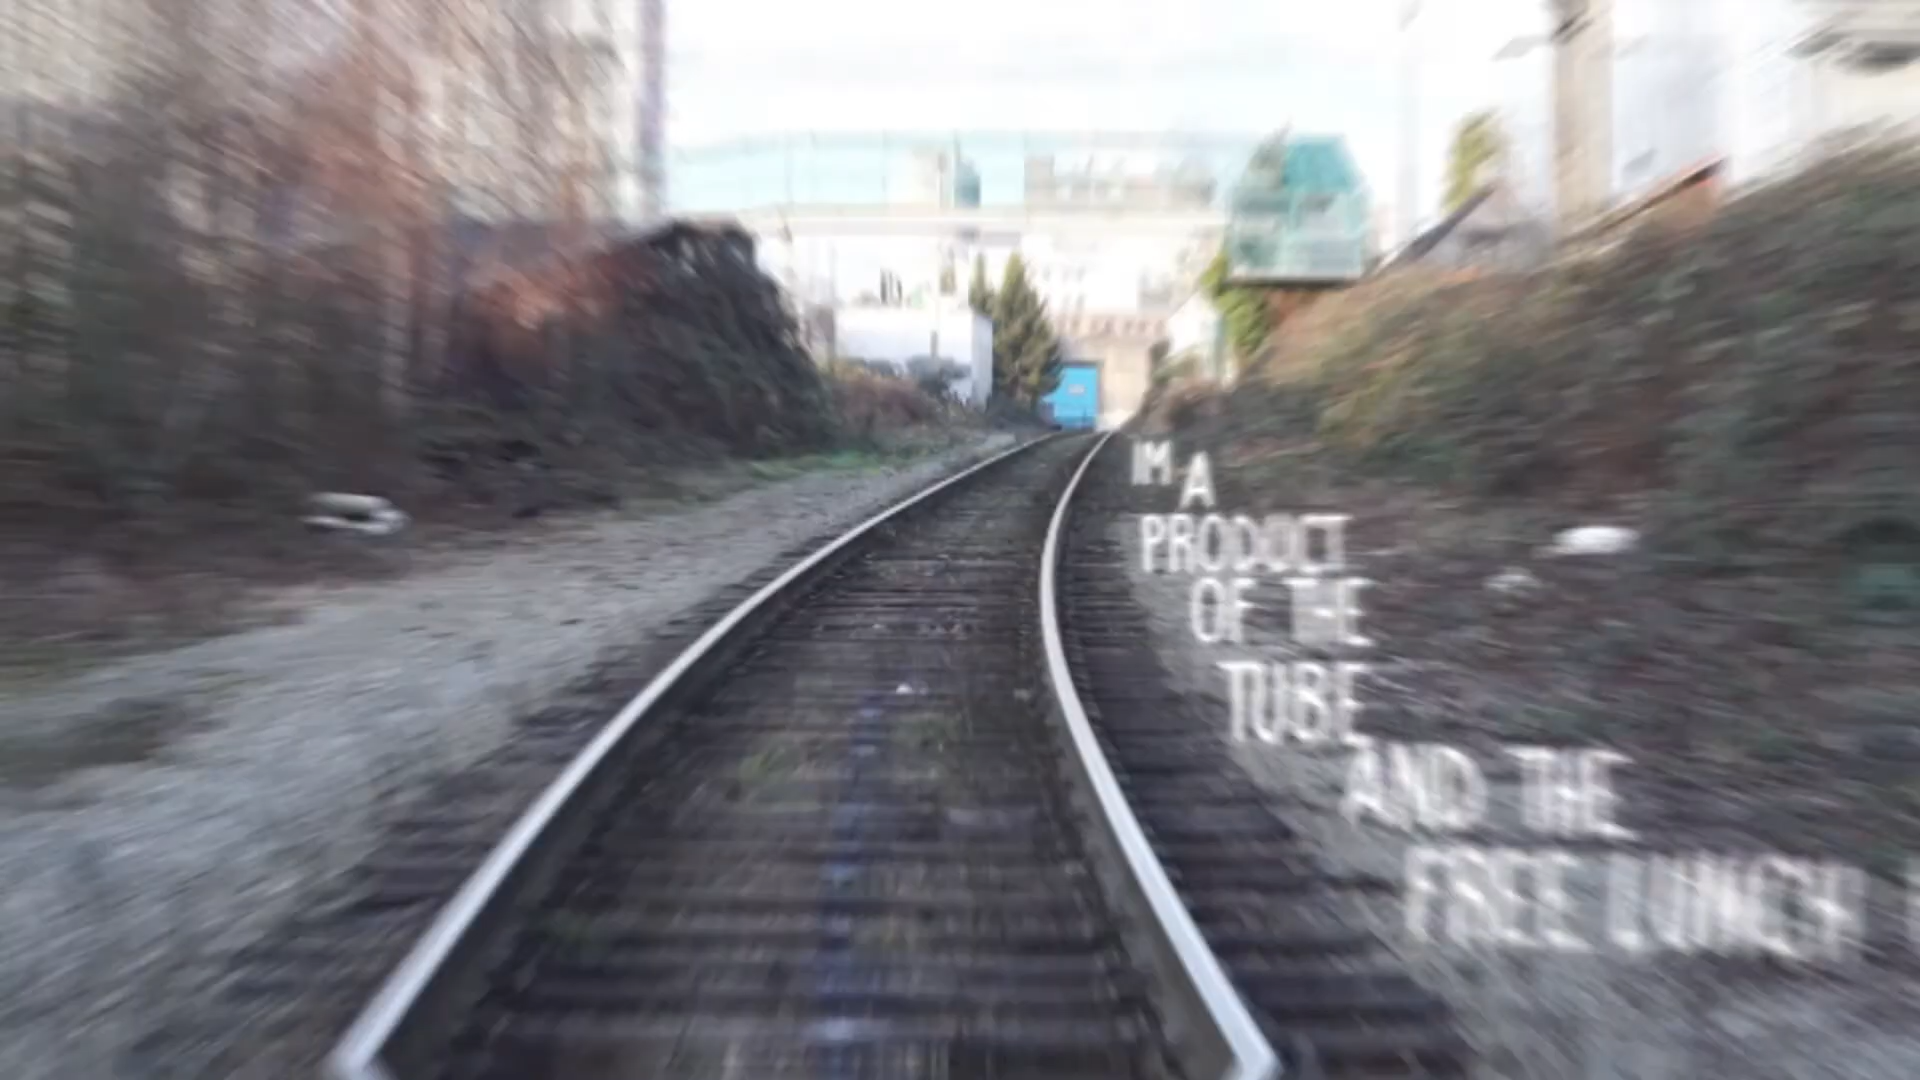 IM A
PRODUCT
OF THE
TUBE
AND THE
FREE LUNCH